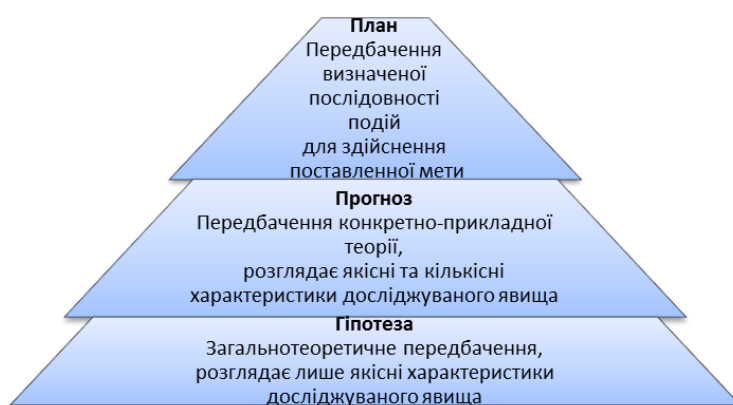 План
Передбачення
визначеної
послідовності
подій
для здійснення
поставленної мети
Прогноз
Передбачення конкретно-прикладної
теорії,
розглядає якісні та кількісні
характеристики досліджуваного явища
Гіпотеза
Загальнотеоретичне передбачення,
розглядає лише якісні характеристики
досліджуваного явища